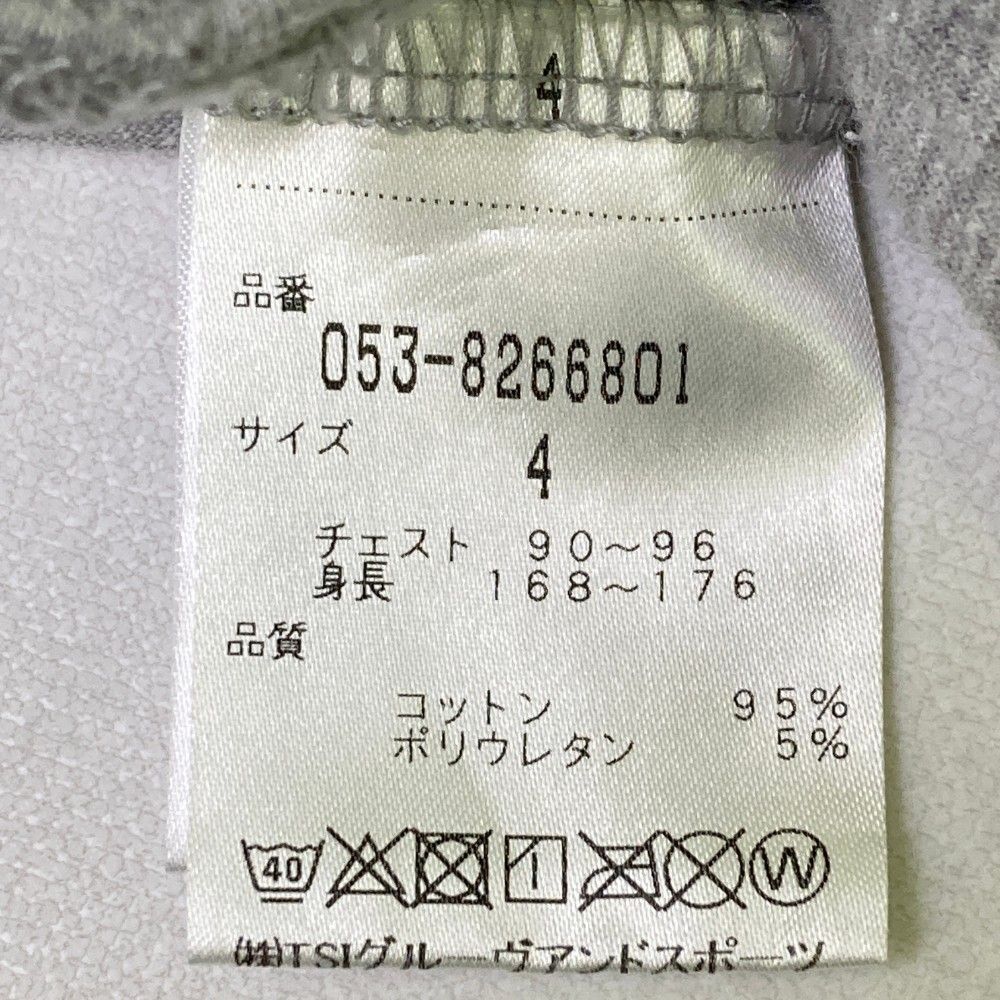 4
品番
053-8266801
サイズ
4
チェスト 90～96
身長 168～176
品質
コットン 95%
ポリウレタン 5%
40 W
(株)TSIグルーヴアンドスポーツ